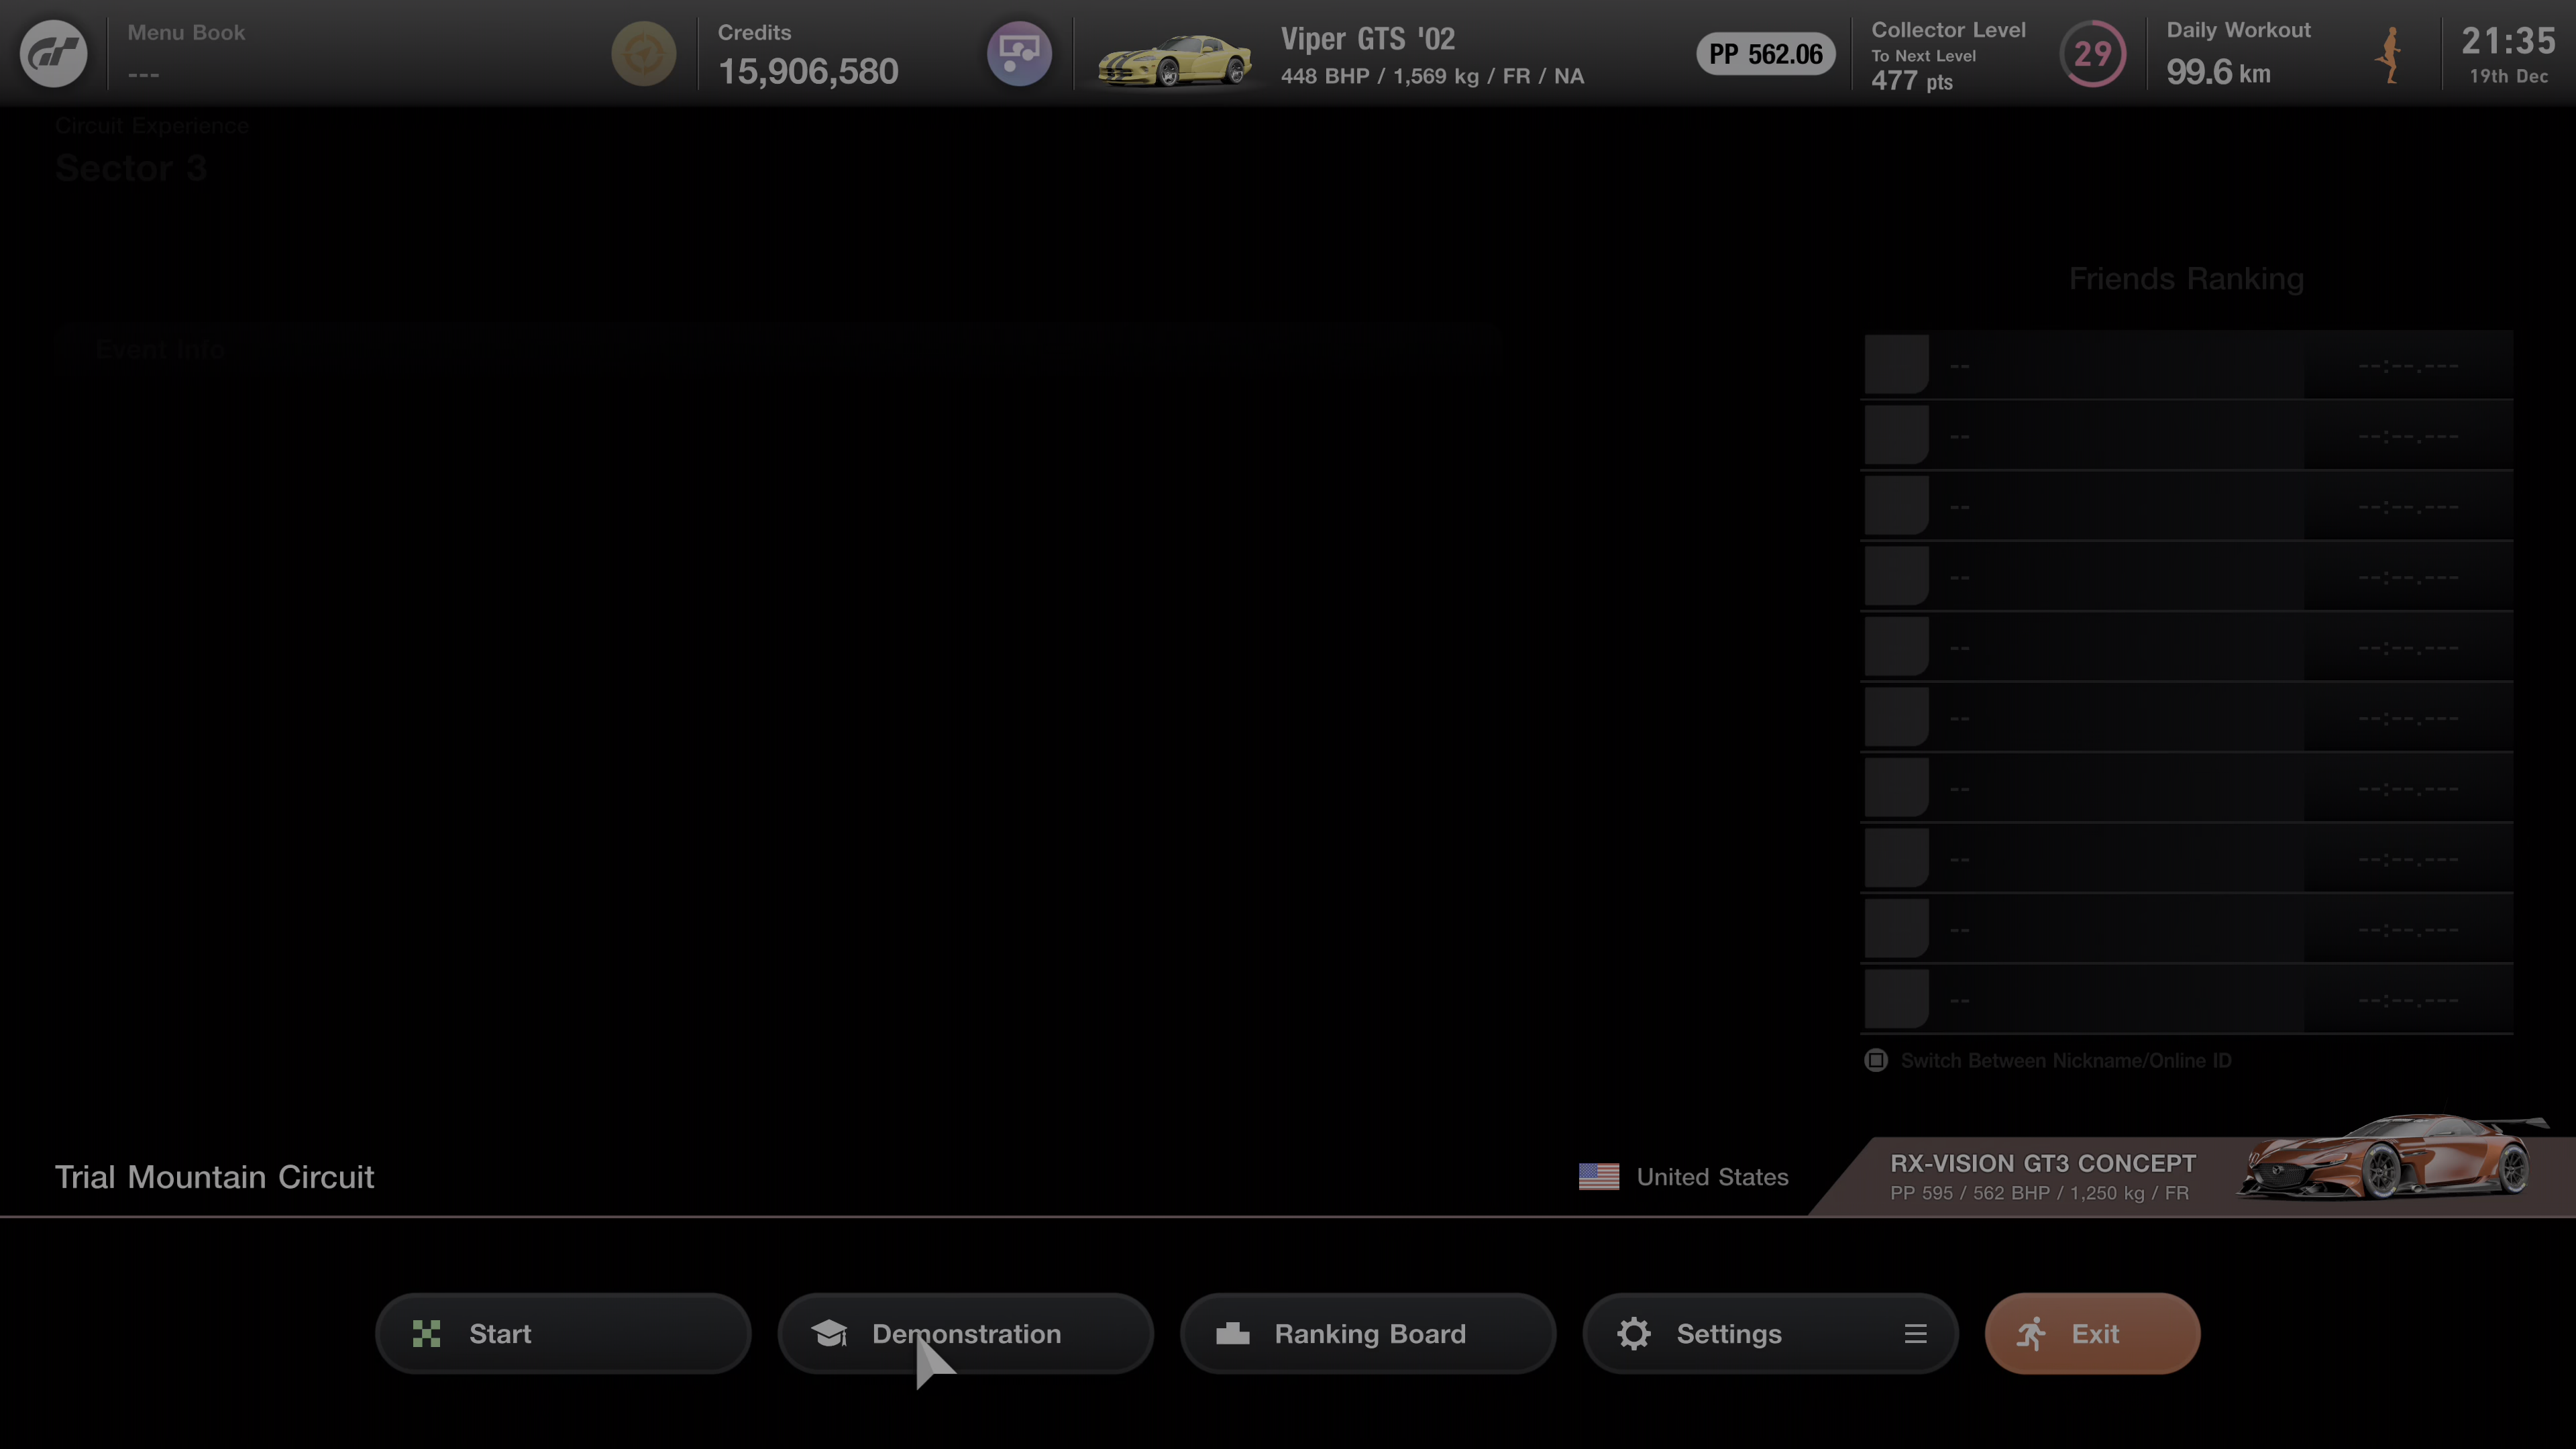 Menu Book
---
Credits
15,906,580
Viper GTS '02
448 BHP / 1,569 kg / FR / NA
PP 562.06
Collector Level
To Next Level
477 pts
29
Daily Workout
99.6 km
21:35
19th Dec
Circuit Experience
Sector 3
Event Info
Friends Ranking
-- --:--.---
-- --:--.---
-- --:--.---
-- --:--.---
-- --:--.---
-- --:--.---
-- --:--.---
-- --:--.---
-- --:--.---
-- --:--.---
Switch Between Nickname/Online ID
Trial Mountain Circuit
United States
RX-VISION GT3 CONCEPT
PP 595 / 562 BHP / 1,250 kg / FR
Start
Demonstration
Ranking Board
Settings
Exit